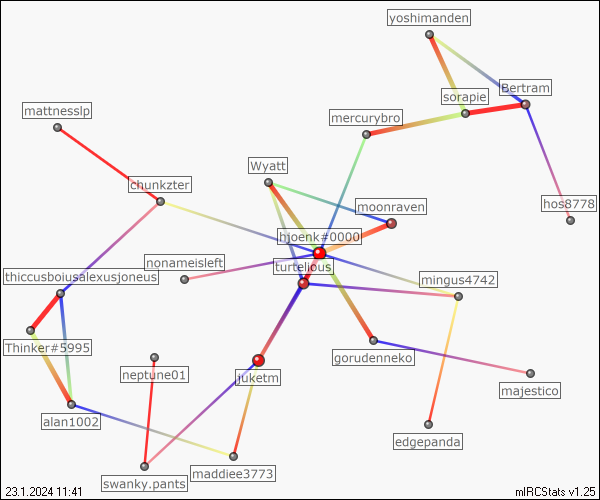 yoshimanden
Bertram
sorapie
mattnesslp
mercurybro
Wyatt
chunkzter
hos8778
moonraven
bjoenk#0000
nonameisleft
turtelious
thiccusboiusalexusjoneus
mingus4742
Thinker#5995
gorudenneko
neptune01
juketm
majestico
alan1002
edgepanda
maddiee3773
swanky.pants
23.1.2024 11:41
mIRCStats v1.25